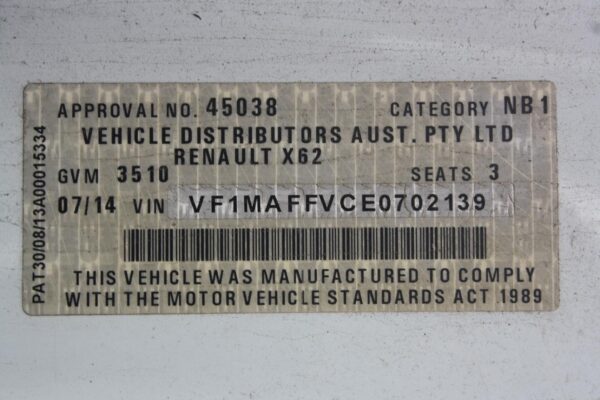 APPROVAL NO. 45038 CATEGORY NB1
VEHICLE DISTRIBUTORS AUST. PTY LTD
RENAULT X62
GVM 3510 SEATS 3
07/14 VIN VF1MAFFVCE0702139
THIS VEHICLE WAS MANUFACTURED TO COMPLY
WITH THE MOTOR VEHICLE STANDARDS ACT 1989
PAT30/08/13A00015334